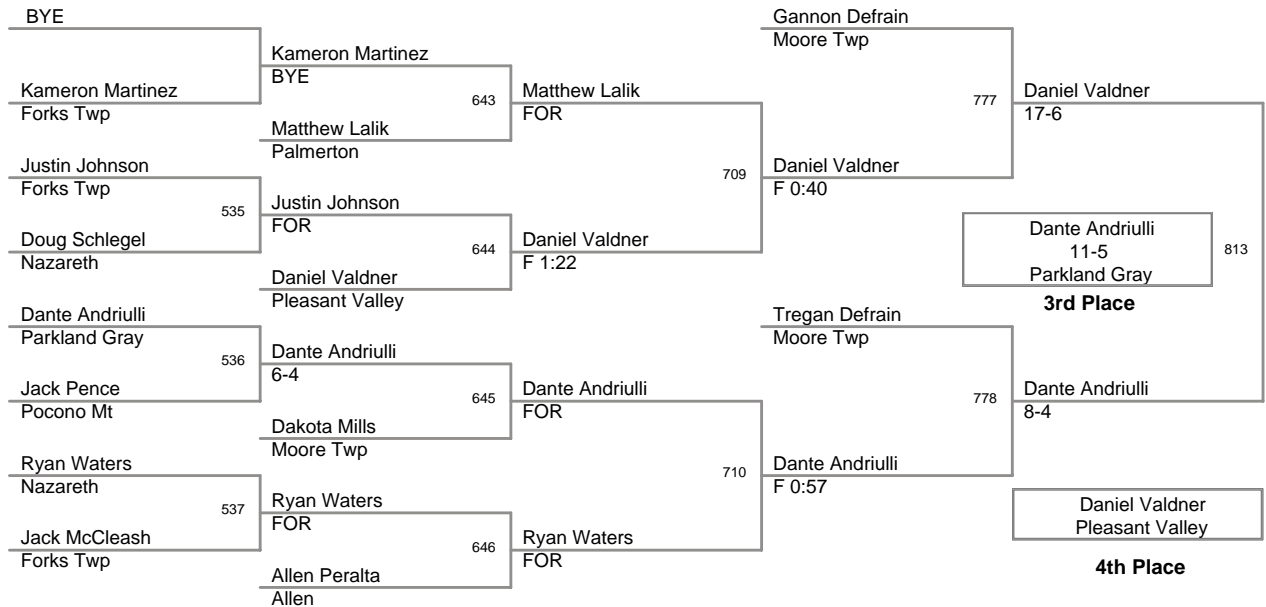 BYE
Kameron Martinez
Forks Twp
Justin Johnson
Forks Twp
535
Doug Schlegel
Nazareth
Dante Andriulli
Parkland Gray
536
Jack Pence
Pocono Mt
Ryan Waters
Nazareth
537
Jack McCleash
Forks Twp
Kameron Martinez
BYE
643
Matthew Lalik
Palmerton
Justin Johnson
FOR
644
Daniel Valdner
Pleasant Valley
Dante Andriulli
6-4
645
Dakota Mills
Moore Twp
Ryan Waters
FOR
646
Allen Peralta
Allen
Matthew Lalik
FOR
709
Daniel Valdner
F 1:22
Dante Andriulli
FOR
710
Ryan Waters
FOR
Gannon Defrain
Moore Twp
777
Daniel Valdner
F 0:40
Tregan Defrain
Moore Twp
778
Dante Andriulli
F 0:57
Daniel Valdner
17-6
Dante Andriulli
11-5
Parkland Gray
813
3rd Place
Dante Andriulli
8-4
Daniel Valdner
Pleasant Valley
4th Place